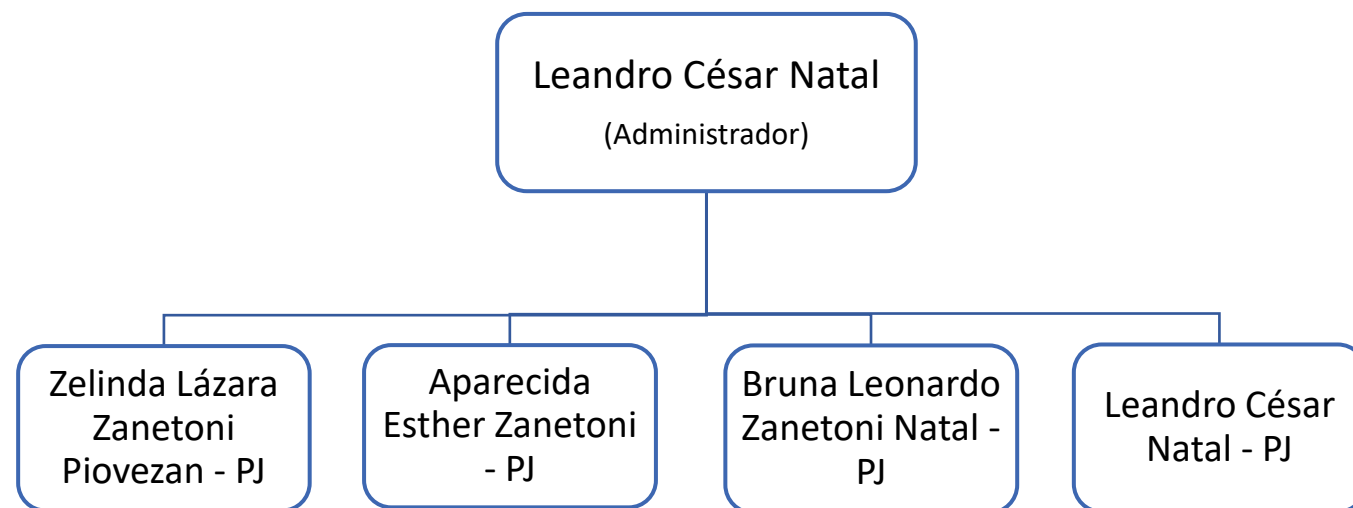 Leandro César Natal
(Administrador)
Zelinda Lázara
Zanetoni
Piovezan - PJ
Aparecida
Esther Zanetoni
- PJ
Bruna Leonardo
Zanetoni Natal -
PJ
Leandro César
Natal - PJ